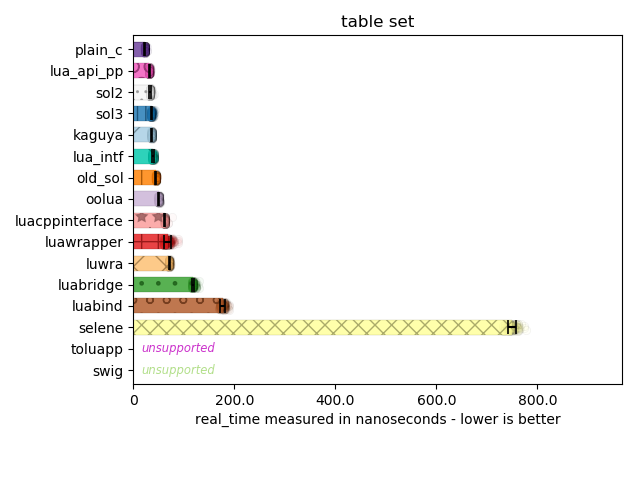 table set
plain_c
lua_api_pp
sol2
sol3
kaguya
lua_intf
old_sol
oolua
luacppinterface
luawrapper
luwra
luabridge
luabind
selene
toluapp unsupported
swig unsupported
0 200.0 400.0 600.0 800.0
real_time measured in nanoseconds - lower is better